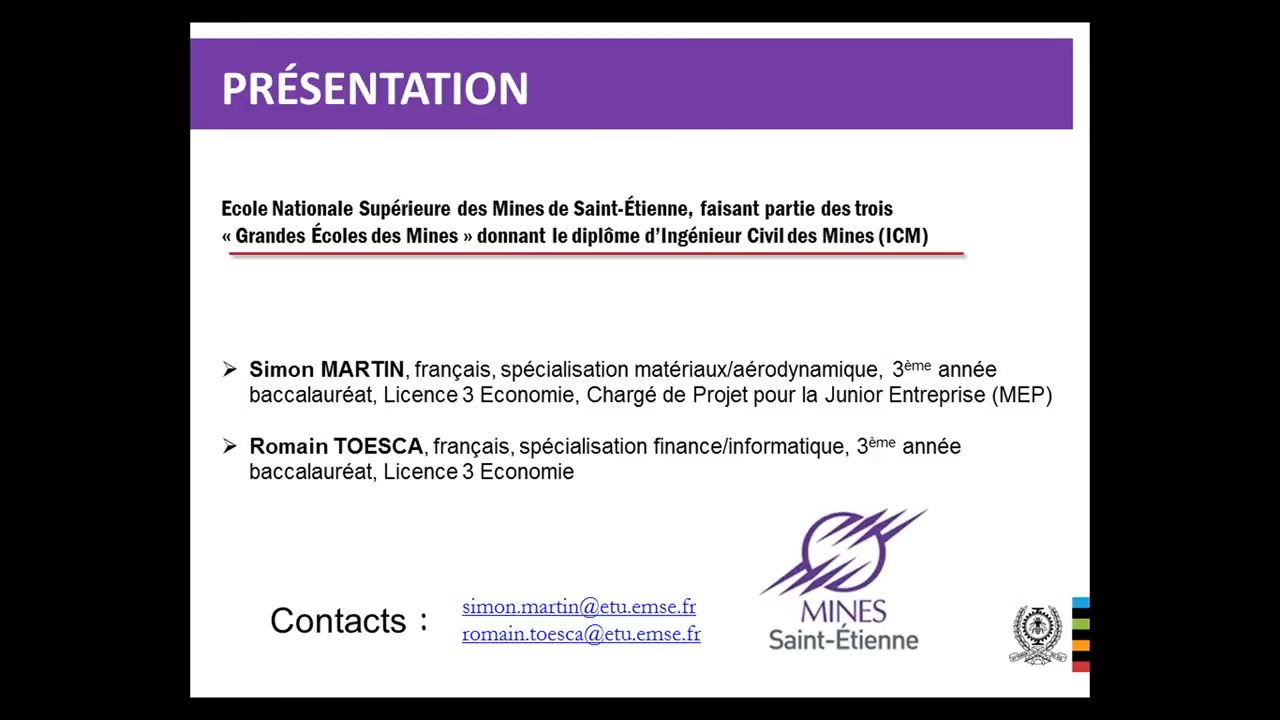 PRÉSENTATION
Ecole Nationale Supérieure des Mines de Saint-Étienne, faisant partie des trois
« Grandes Écoles des Mines » donnant le diplôme d’Ingénieur Civil des Mines (ICM)
➢ Simon MARTIN, français, spécialisation matériaux/aérodynamique, 3ème année
baccalauréat, Licence 3 Economie, Chargé de Projet pour la Junior Entreprise (MEP)
➢ Romain TOESCA, français, spécialisation finance/informatique, 3ème année
baccalauréat, Licence 3 Economie
Contacts :
simon.martin@etu.emse.fr
romain.toesca@etu.emse.fr
MINES
Saint-Étienne